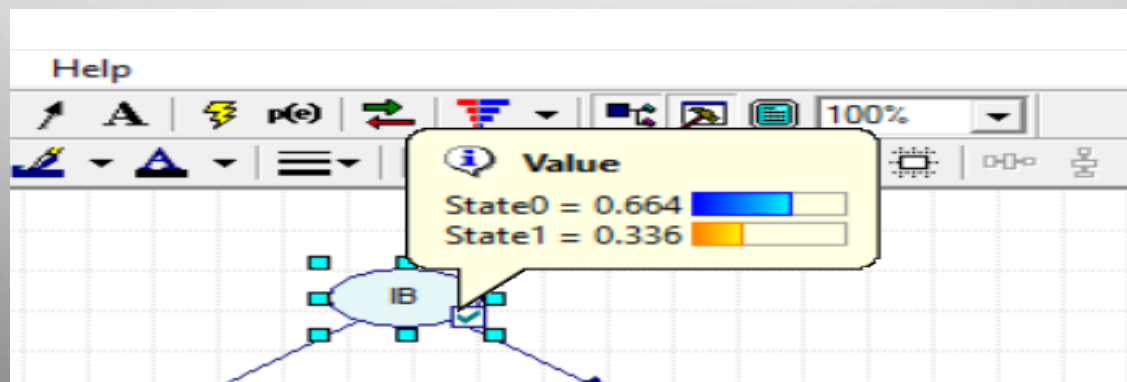 Help
A p(e) 100%
A
Value
State0 = 0.664
State1 = 0.336
IB